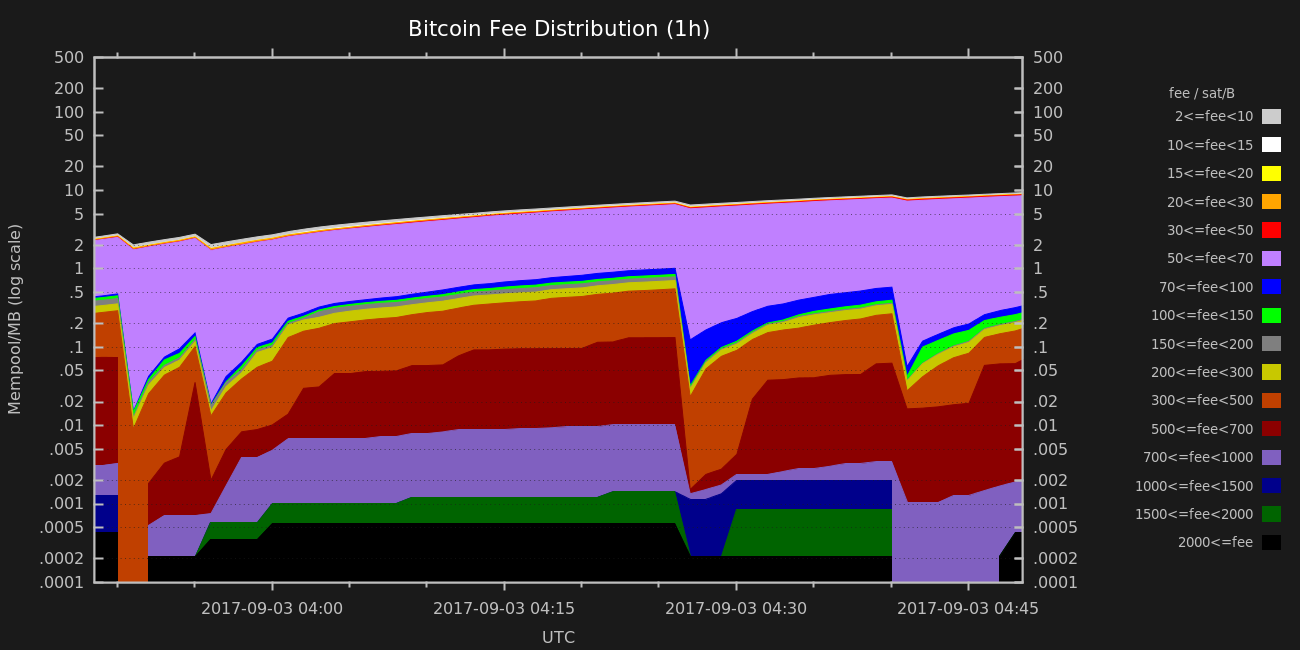 Bitcoin Fee Distribution (1h)
500
200
100
50
20
10
5
2
1
.5
.2
.1
.05
.02
.01
.005
.002
.001
.0005
.0002
.0001
Mempool/MB (log scale)
500
200
100
50
20
10
5
2
1
.5
.2
.1
.05
.02
.01
.005
.002
.001
.0005
.0002
.0001
2017-09-03 04:00 2017-09-03 04:15 2017-09-03 04:30 2017-09-03 04:45
UTC
fee / sat/B
2<=fee<10
10<=fee<15
15<=fee<20
20<=fee<30
30<=fee<50
50<=fee<70
70<=fee<100
100<=fee<150
150<=fee<200
200<=fee<300
300<=fee<500
500<=fee<700
700<=fee<1000
1000<=fee<1500
1500<=fee<2000
2000<=fee